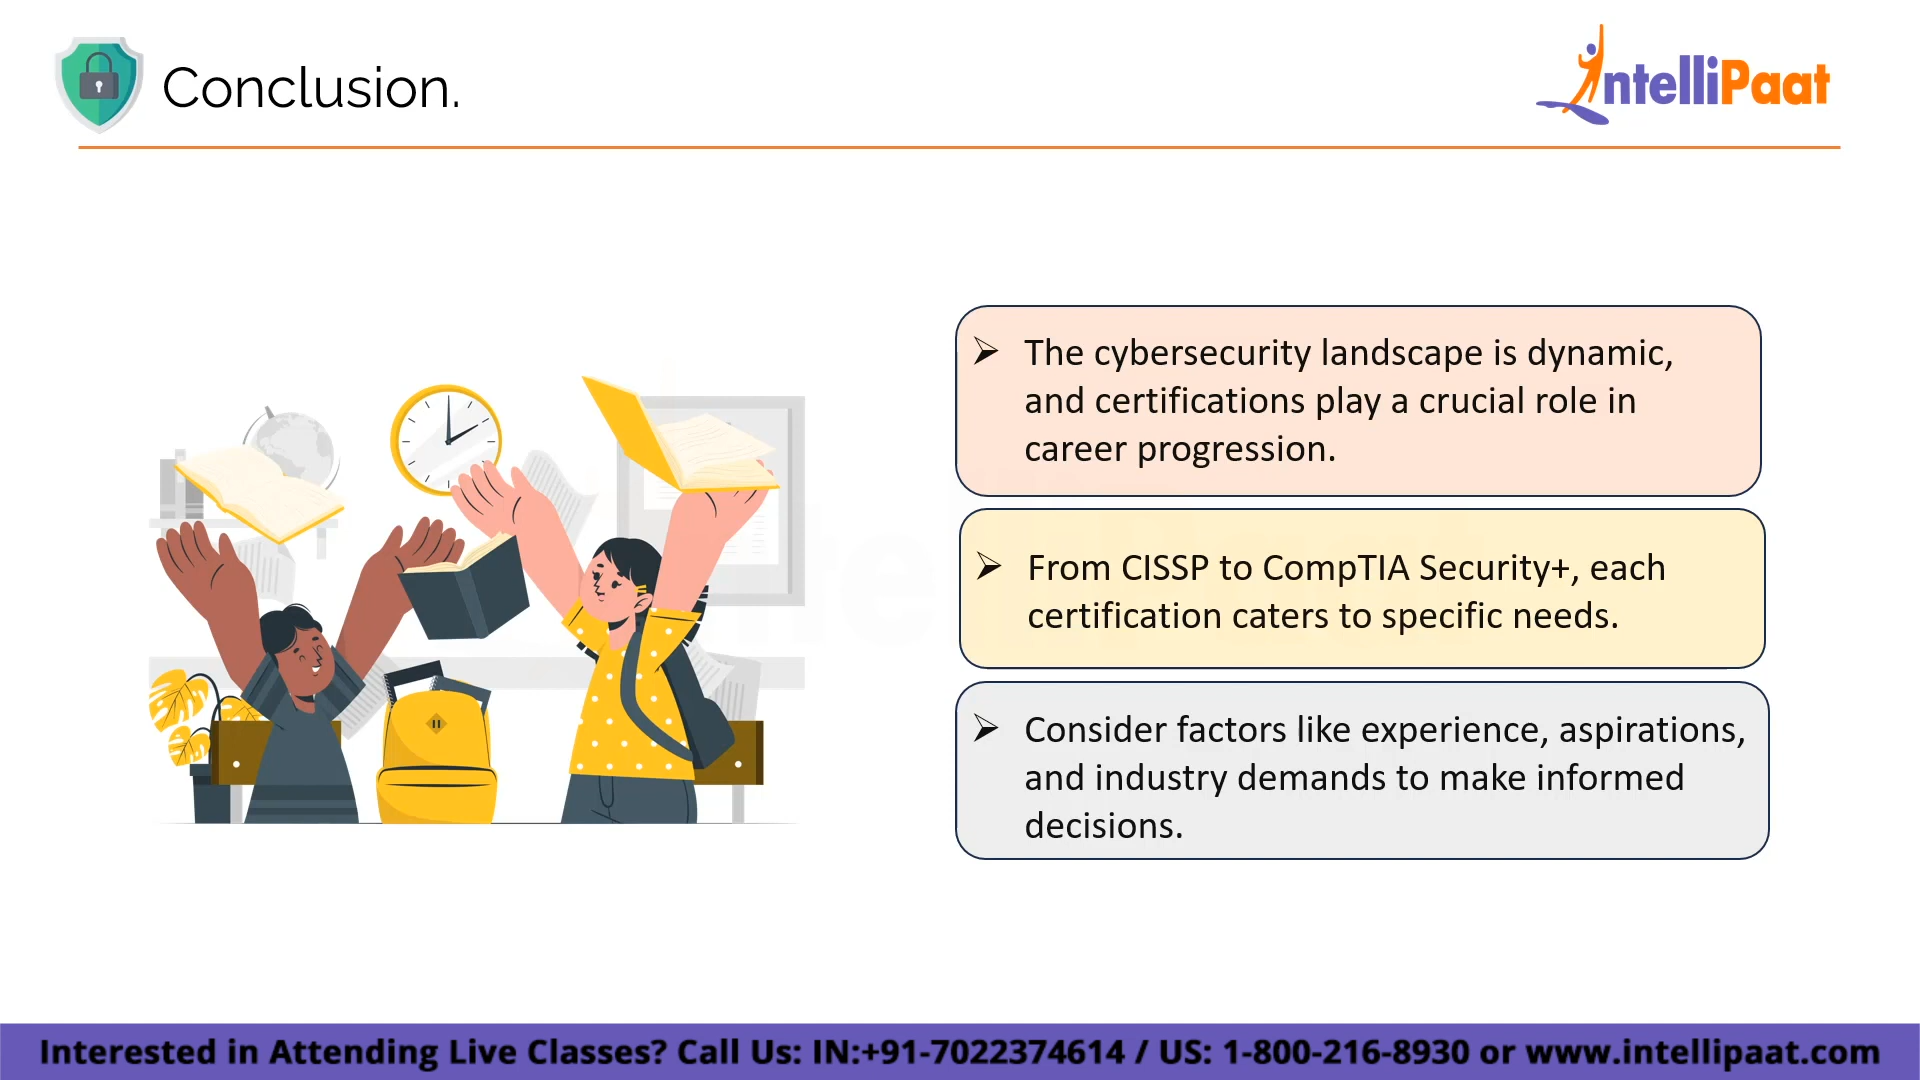 Conclusion.
IntelliPaat
➢ The cybersecurity landscape is dynamic,
and certifications play a crucial role in
career progression.
➢ From CISSP to CompTIA Security+, each
certification caters to specific needs.
➢ Consider factors like experience, aspirations,
and industry demands to make informed
decisions.
Interested in Attending Live Classes? Call Us: IN:+91-7022374614 / US: 1-800-216-8930 or www.intellipaat.com